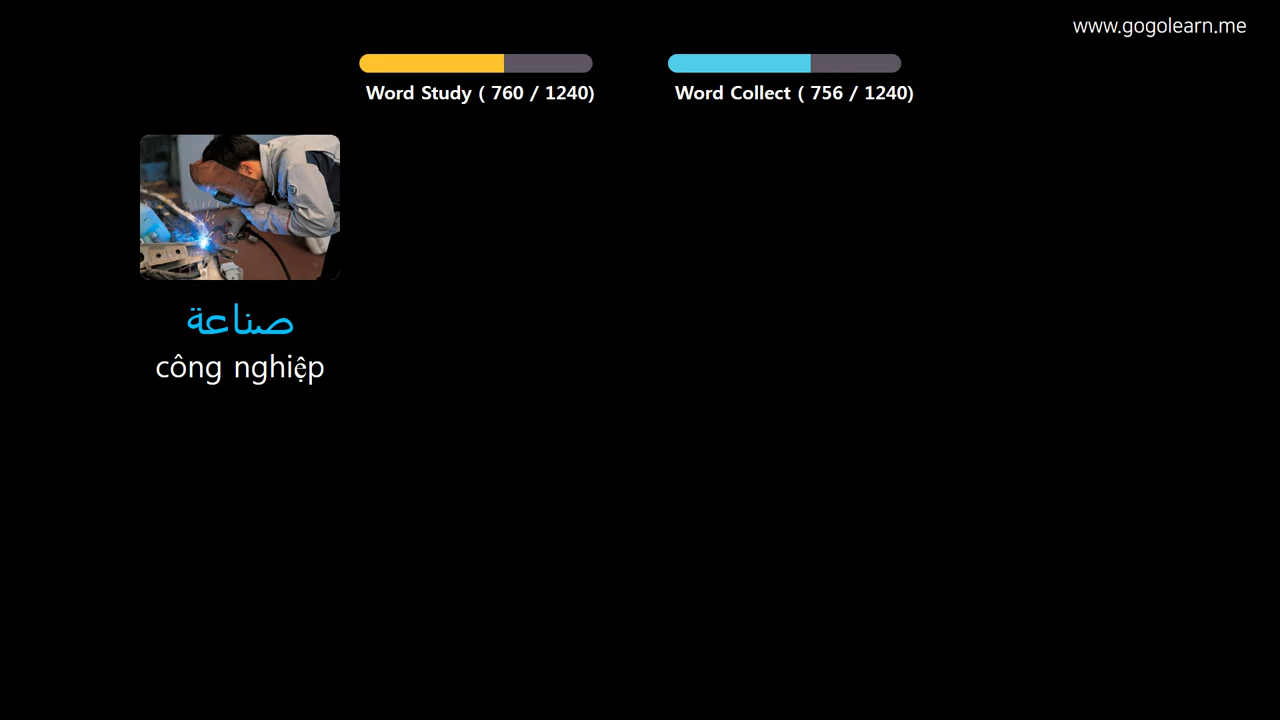 www.gogolearn.me
Word Study ( 760 / 1240)
Word Collect ( 756 / 1240)
صناعة
công nghiệp